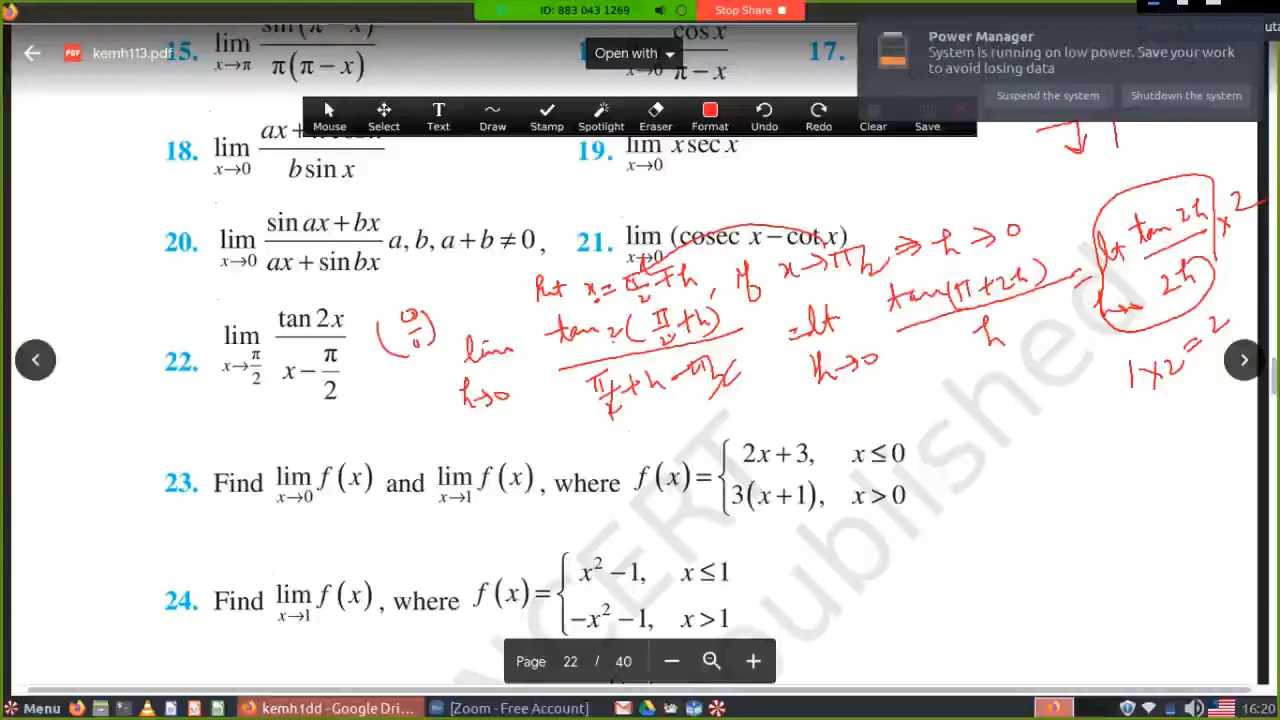 ID: 883 043 1269 Stop Share
kemh113.pdf
Open with
Power Manager
System is running on low power. Save your work
to avoid losing data
Suspend the system Shutdown the system
Mouse Select Text Draw Stamp Spotlight Eraser Format Undo Redo Clear Save
15. lim x→π sin(π−x) / π(π−x)
cos x / π−x
17.
18. lim x→0 ax+ / b sin x
19. lim x→0 x sec x
20. lim x→0 sin ax + bx / ax + sin bx a, b, a + b ≠ 0,
21. lim x→0 (cosec x − cot x)
Put x = π/2 + h, if x → π/2 ⇒ h → 0
22. lim x→π/2 tan 2x / x − π/2
lim h→0 tan 2(π/2 + h) / π/2 + h − π/2 = lt h→0 tan(π + 2h) / h = lt tan 2h / 2h × 2
1 × 2 = 2
23. Find lim x→0 f(x) and lim x→1 f(x), where f(x) = { 2x + 3, x ≤ 0
3(x + 1), x > 0
24. Find lim x→1 f(x), where f(x) = { x² − 1, x ≤ 1
−x² − 1, x > 1
NCERT
published
Page 22 / 40
Menu kemh1dd - Google Dri... [Zoom - Free Account] 16:20